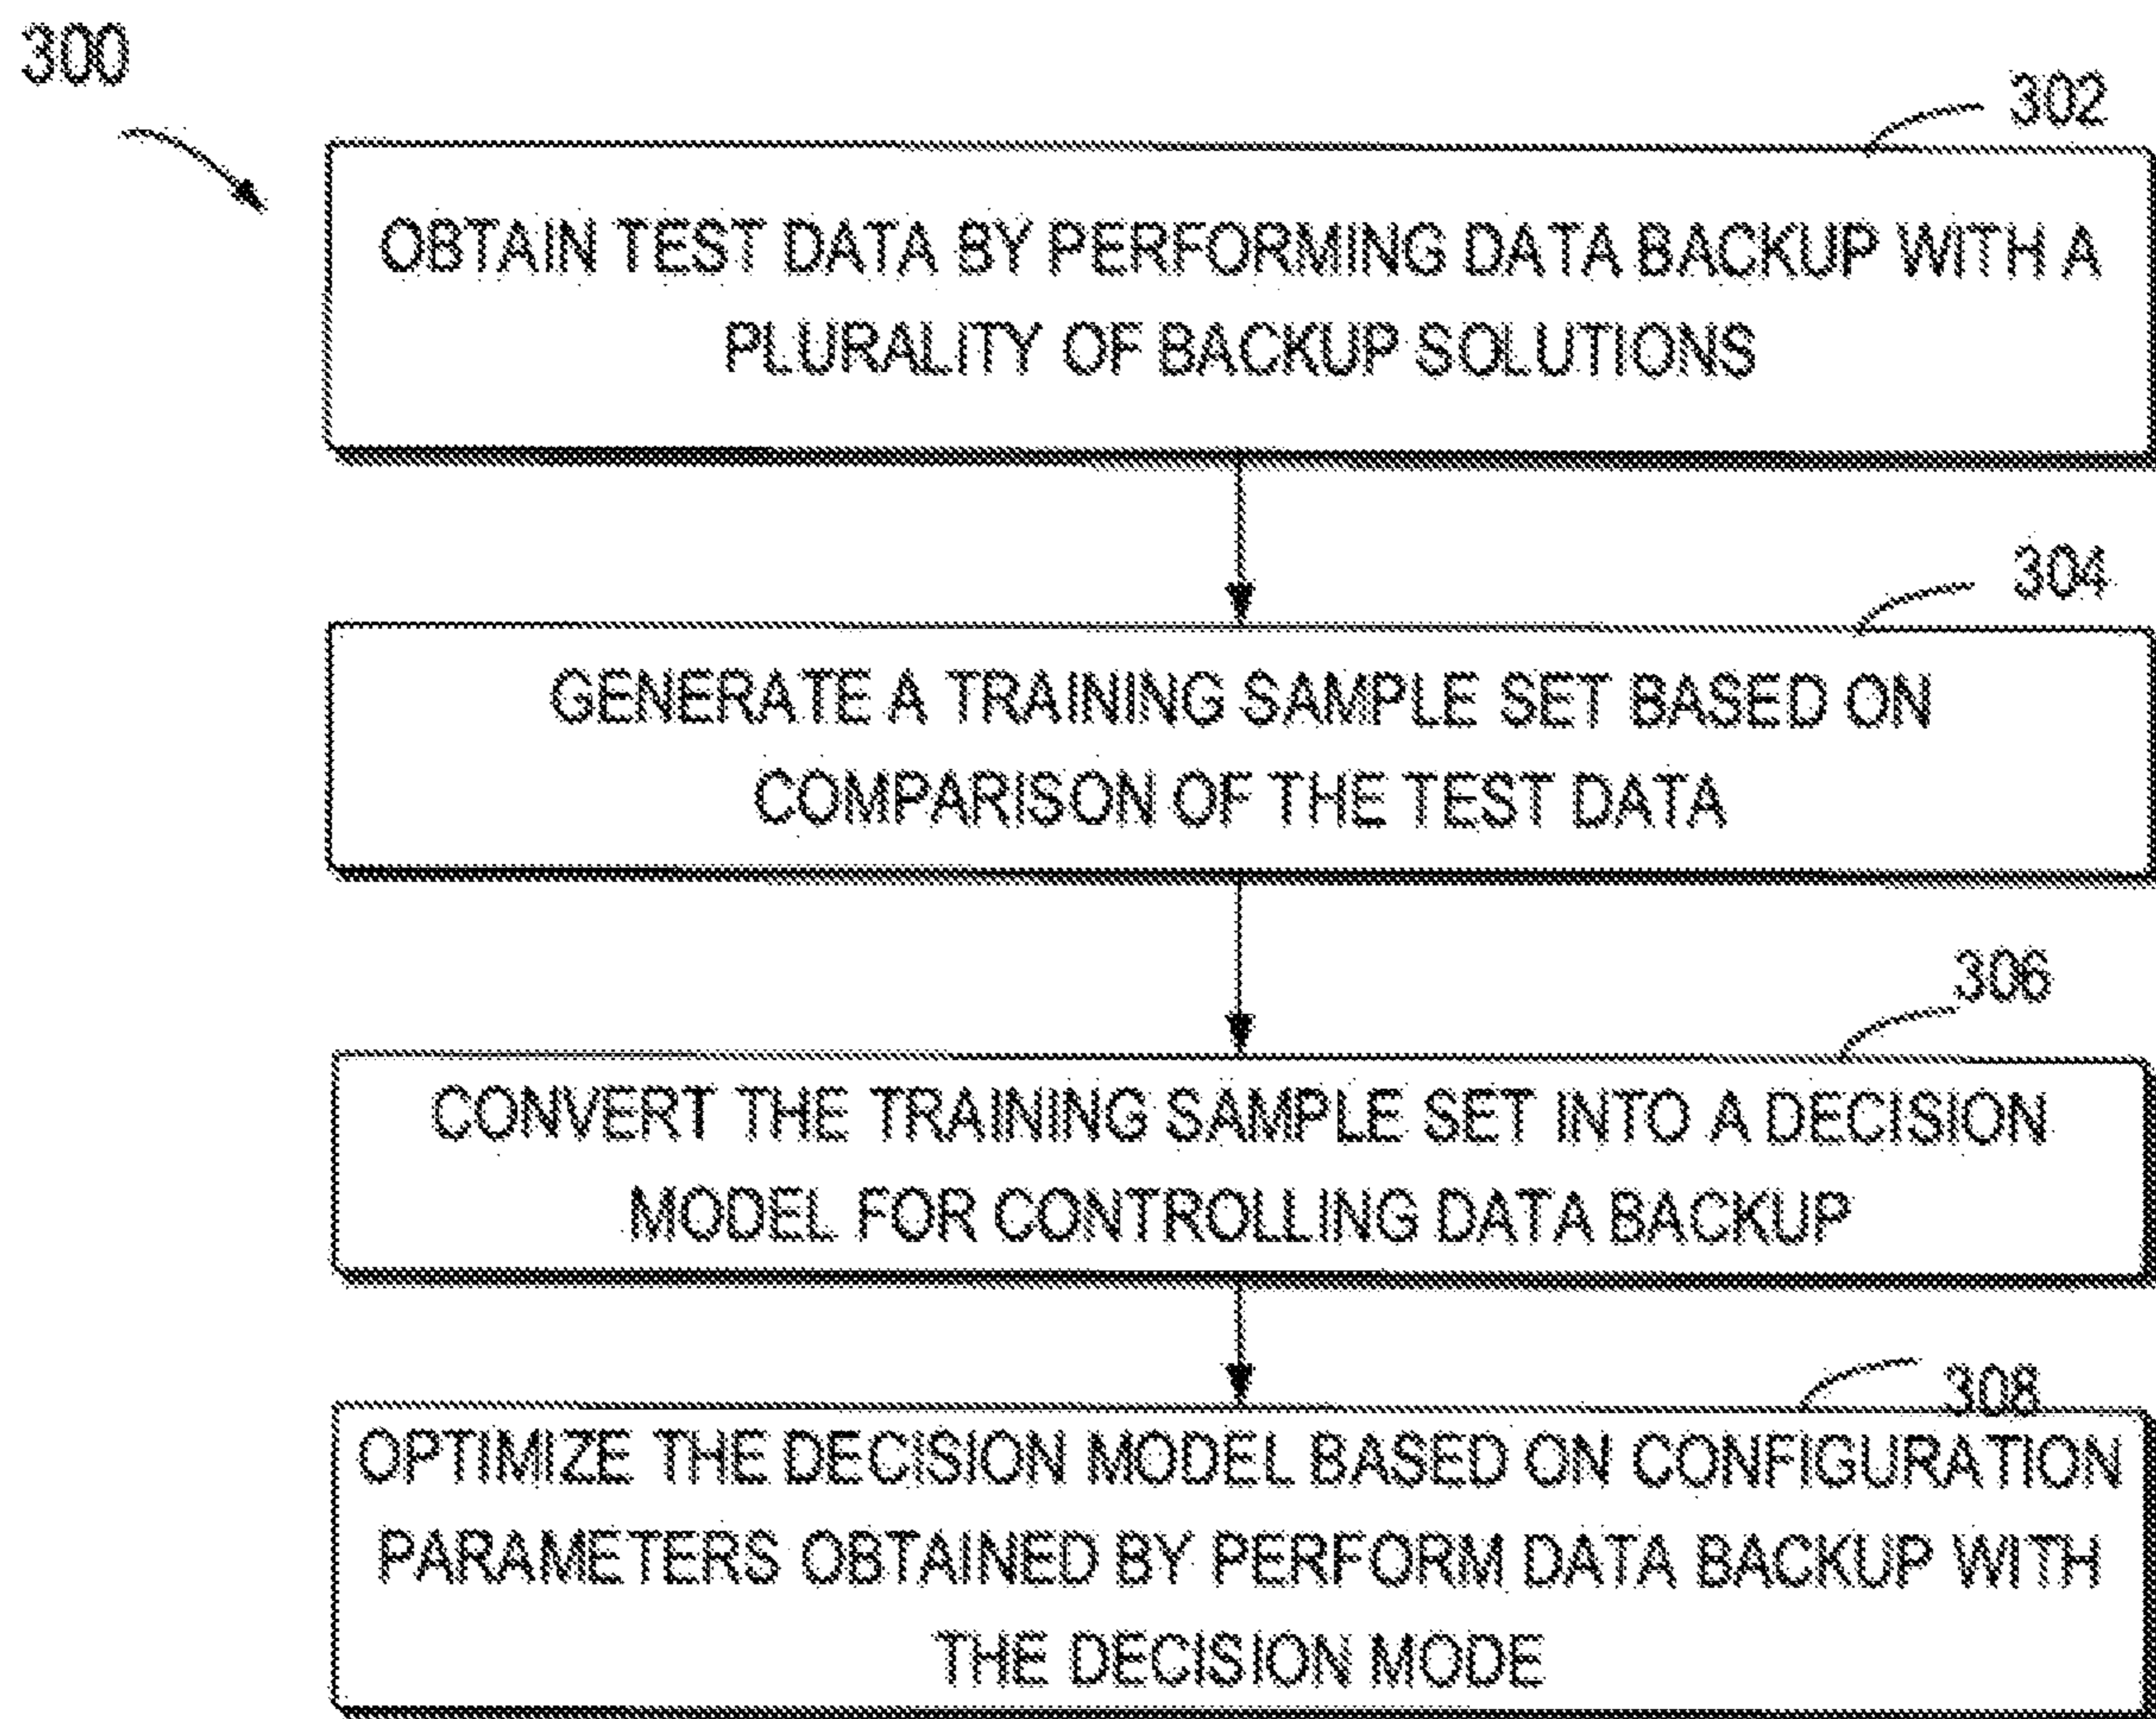 300
302
OBTAIN TEST DATA BY PERFORMING DATA BACKUP WITH A
PLURALITY OF BACKUP SOLUTIONS
304
GENERATE A TRAINING SAMPLE SET BASED ON
COMPARISON OF THE TEST DATA
306
CONVERT THE TRAINING SAMPLE SET INTO A DECISION
MODEL FOR CONTROLLING DATA BACKUP
308
OPTIMIZE THE DECISION MODEL BASED ON CONFIGURATION
PARAMETERS OBTAINED BY PERFORM DATA BACKUP WITH
THE DECISION MODE